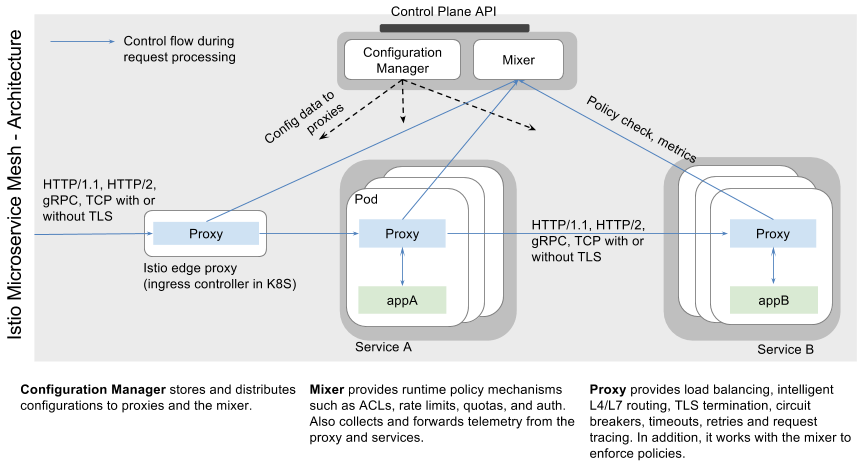 Control Plane API
Istio Microservice Mesh - Architecture
Control flow during
request processing
Configuration
Manager
Mixer
Config data to
proxies
Policy check, metrics
HTTP/1.1, HTTP/2,
gRPC, TCP with or
without TLS
Proxy
Istio edge proxy
(ingress controller in K8S)
Pod
Proxy
appA
Service A
HTTP/1.1, HTTP/2,
gRPC, TCP with or
without TLS
Proxy
appB
Service B
Configuration Manager stores and distributes
configurations to proxies and the mixer.
Mixer provides runtime policy mechanisms
such as ACLs, rate limits, quotas, and auth.
Also collects and forwards telemetry from the
proxy and services.
Proxy provides load balancing, intelligent
L4/L7 routing, TLS termination, circuit
breakers, timeouts, retries and request
tracing. In addition, it works with the mixer to
enforce policies.